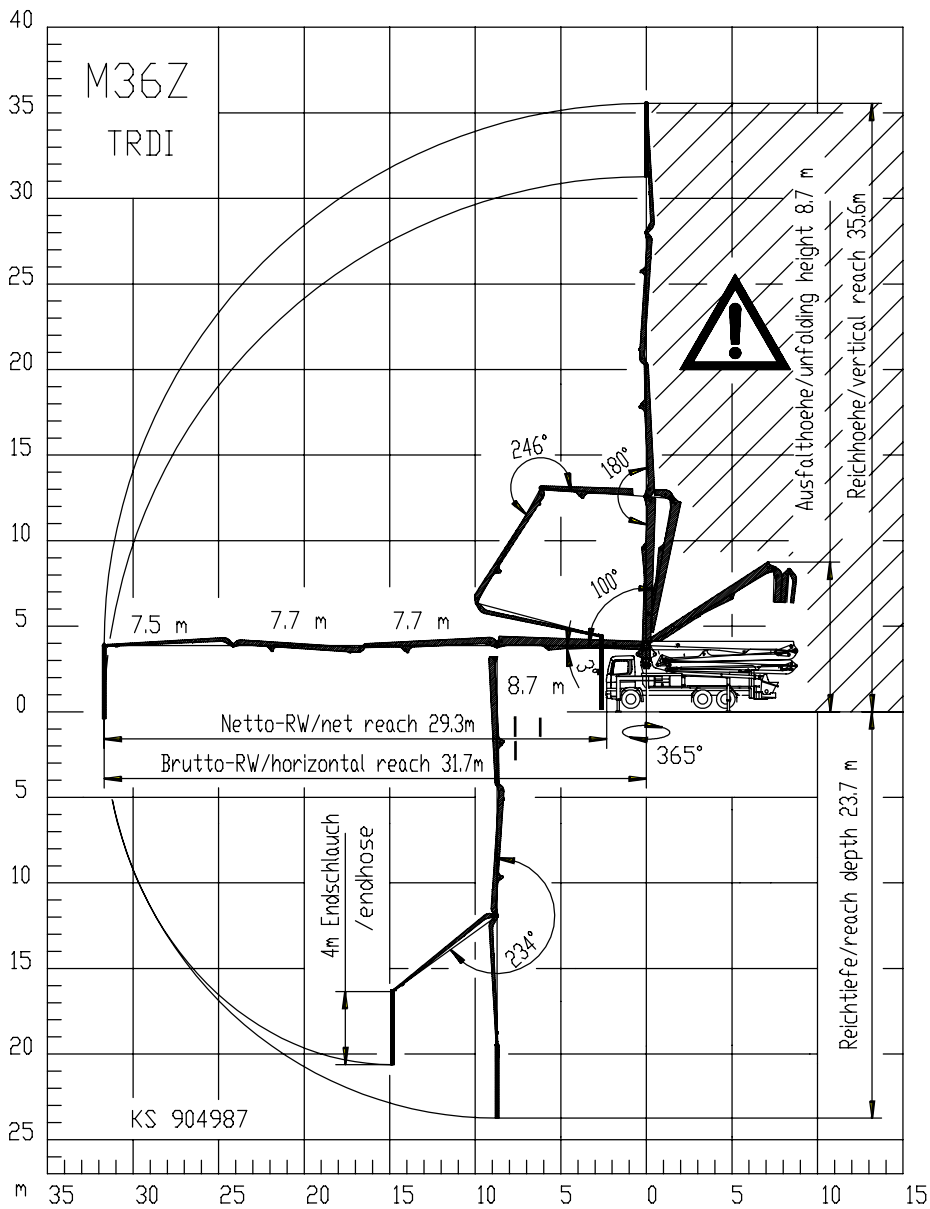 40
M36Z
TRDI
35
30
25
20
15
10
5
0
5
10
15
20
25
m
35 30 25 20 15 10 5 0 5 10 15
Ausfalthoehe/unfolding height 8.7 m
Reichhoehe/vertical reach 35.6m
246°
180°
100°
3°
7.5 m
7.7 m
7.7 m
8.7 m
Netto-RW/net reach 29.3m
Brutto-RW/horizontal reach 31.7m
365°
4m Endschlauch
/endhose
234°
Reichtiefe/reach depth 23.7 m
KS 904987